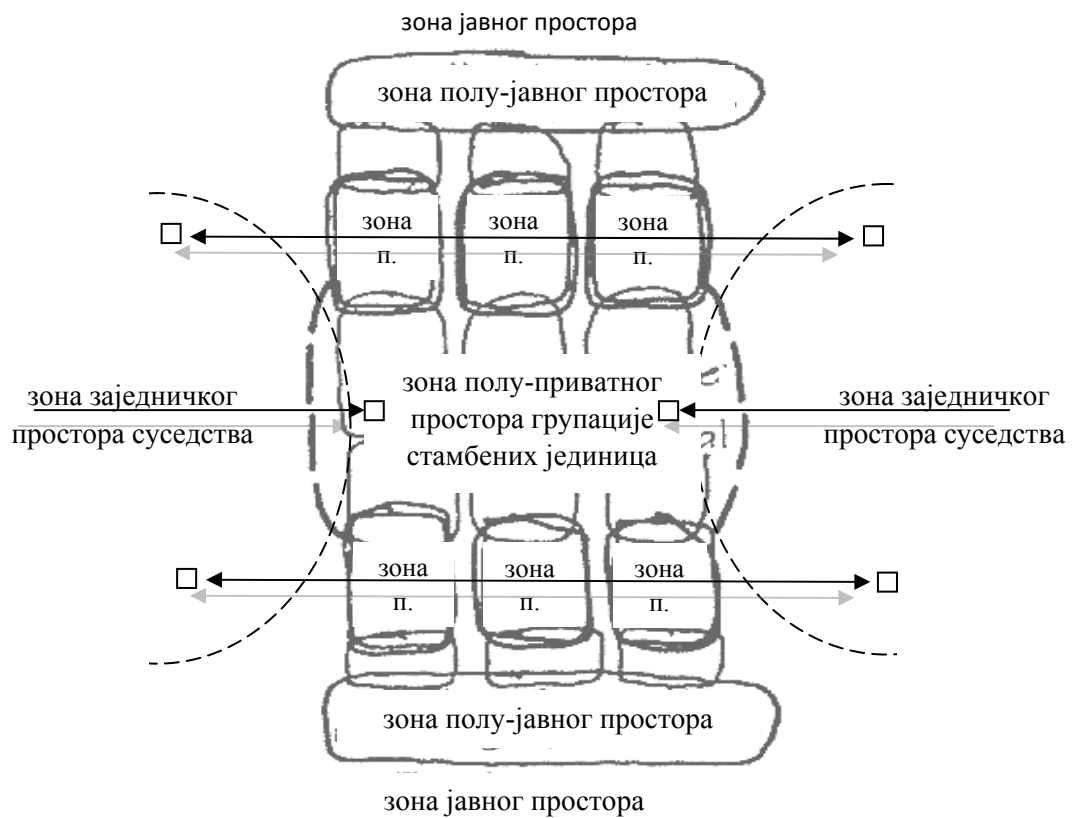 зона јавног простора
зона полу-јавног простора
зона
п.
зона
п.
зона
п.
зона заједничког
простора суседства
зона полу-приватног
простора групације
стамбених јединица
зона заједничког
простора суседства
зона
п.
зона
п.
зона
п.
зона полу-јавног простора
зона јавног простора